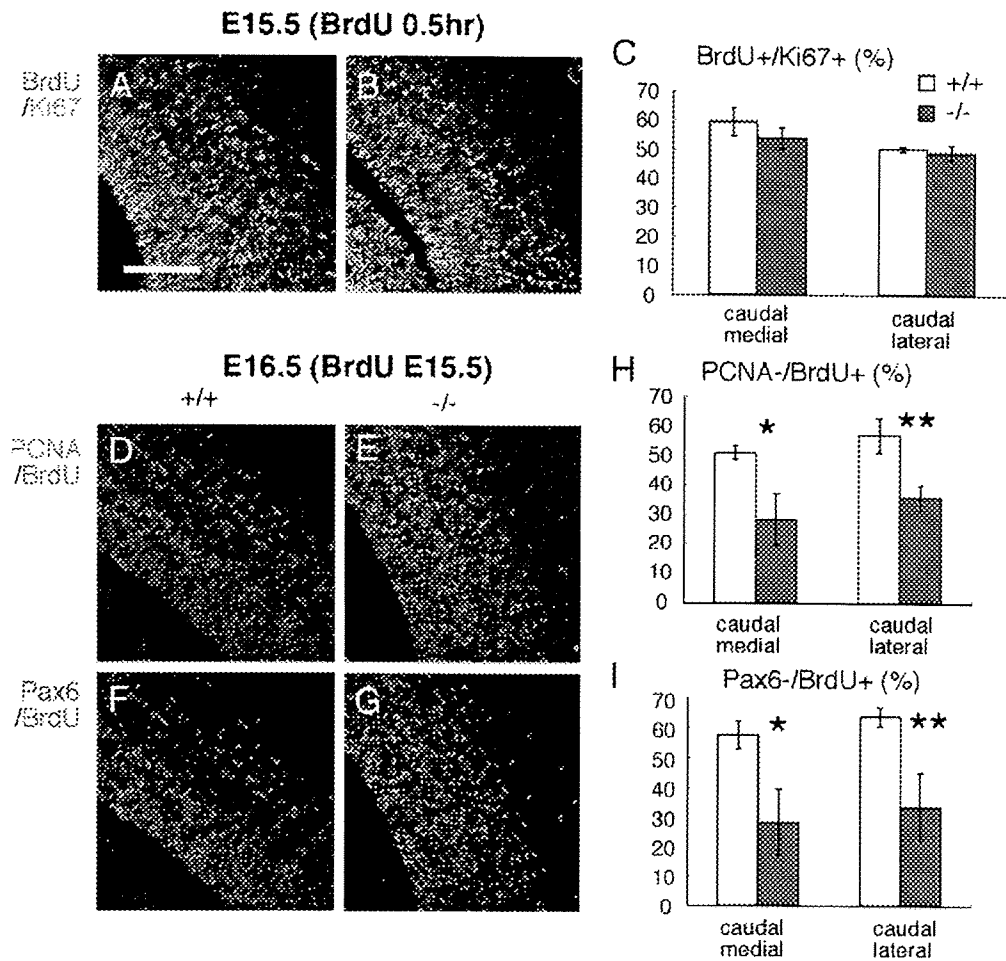 E15.5 (BrdU 0.5hr)
BrdU
/Ki67
A
B
C
BrdU+/Ki67+ (%)
+/+
-/-
70
60
50
40
30
20
10
0
caudal
medial
caudal
lateral
E16.5 (BrdU E15.5)
+/+
-/-
PCNA
/BrdU
D
E
H
PCNA-/BrdU+ (%)
70
60
50
40
30
20
10
0
*
**
caudal
medial
caudal
lateral
Pax6
/BrdU
F
G
I
Pax6-/BrdU+ (%)
70
60
50
40
30
20
10
0
*
**
caudal
medial
caudal
lateral